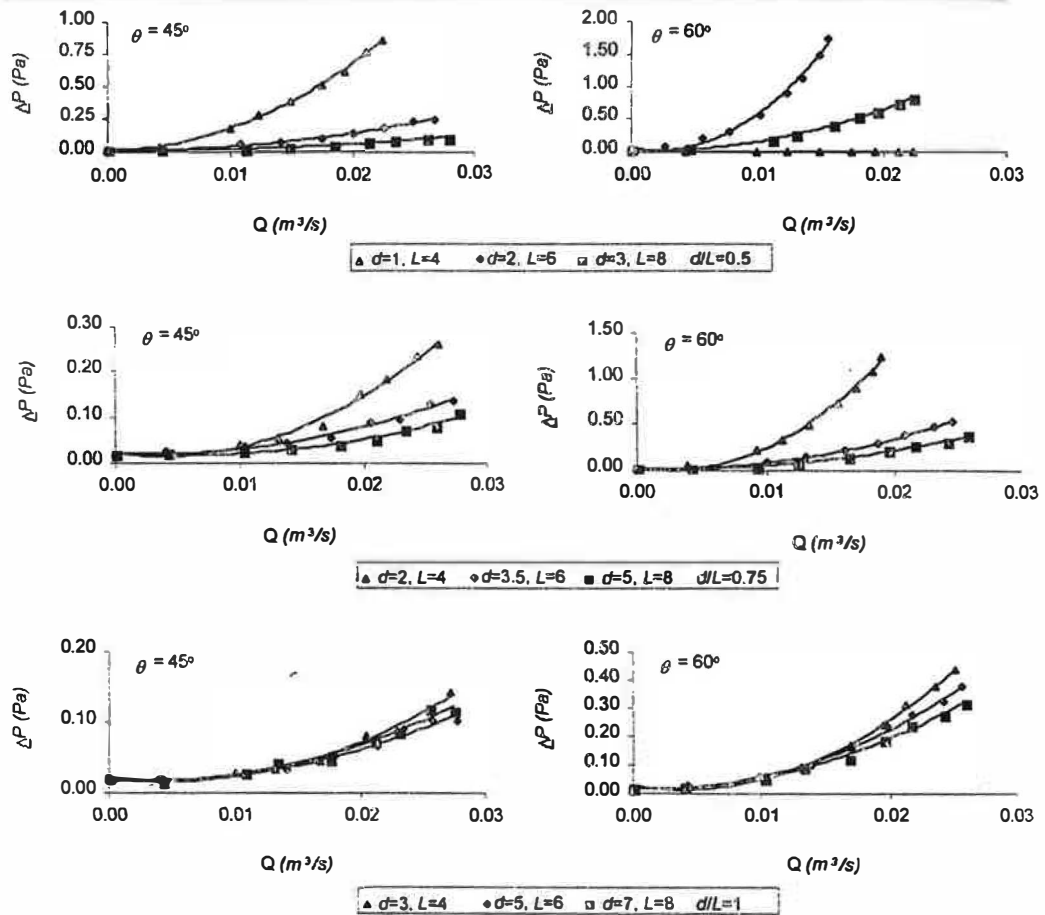 θ = 45º
ΔP (Pa)
1.00
0.75
0.50
0.25
0.00
0.00 0.01 0.02 0.03
Q (m³/s)
θ = 60º
ΔP (Pa)
2.00
1.50
1.00
0.50
0.00
0.00 0.01 0.02 0.03
Q (m³/s)
d=1, L=4 d=2, L=6 d=3, L=8 d/L=0.5
θ = 45º
ΔP (Pa)
0.30
0.20
0.10
0.00
0.00 0.01 0.02 0.03
Q (m³/s)
θ = 60º
ΔP (Pa)
1.50
1.00
0.50
0.00
0.00 0.01 0.02 0.03
Q (m³/s)
d=2, L=4 d=3.5, L=6 d=5, L=8 d/L=0.75
θ = 45º
ΔP (Pa)
0.20
0.10
0.00
0.00 0.01 0.02 0.03
Q (m³/s)
θ = 60º
ΔP (Pa)
0.50
0.40
0.30
0.20
0.10
0.00
0.00 0.01 0.02 0.03
Q (m³/s)
d=3, L=4 d=5, L=6 d=7, L=8 d/L=1